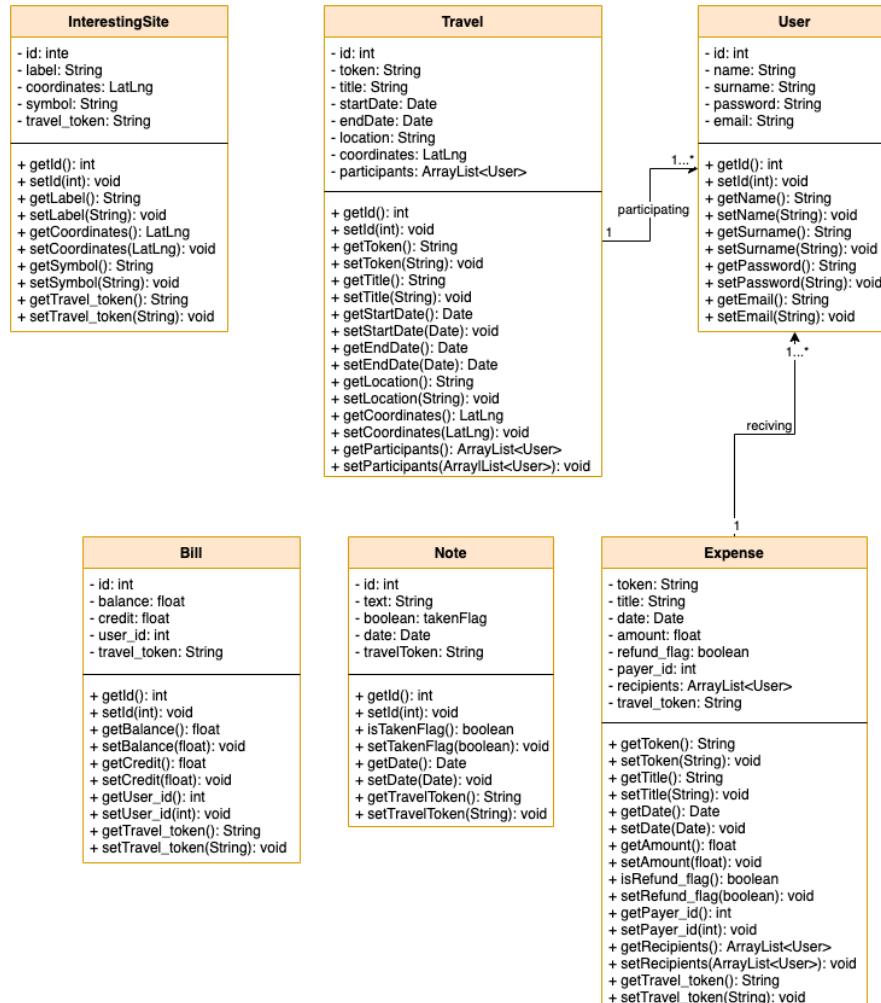 InterestingSite
- id: inte
- label: String
- coordinates: LatLng
- symbol: String
- travel_token: String
+ getId(): int
+ setId(int): void
+ getLabel(): String
+ setLabel(String): void
+ getCoordinates(): LatLng
+ setCoordinates(LatLng): void
+ getSymbol(): String
+ setSymbol(String): void
+ getTravel_token(): String
+ setTravel_token(String): void
Travel
- id: int
- token: String
- title: String
- startDate: Date
- endDate: Date
- location: String
- coordinates: LatLng
- participants: ArrayList<User>
+ getId(): int
+ setId(int): void
+ getToken(): String
+ setToken(String): void
+ getTitle(): String
+ setTitle(String): void
+ getStartDate(): Date
+ setStartDate(Date): void
+ getEndDate(): Date
+ setEndDate(Date): Date
+ getLocation(): String
+ setLocation(String): void
+ getCoordinates(): LatLng
+ setCoordinates(LatLng): void
+ getParticipants(): ArrayList<User>
+ setParticipants(ArraylList<User>): void
1...*
participating
1
User
- id: int
- name: String
- surname: String
- password: String
- email: String
+ getId(): int
+ setId(int): void
+ getName(): String
+ setName(String): void
+ getSurname(): String
+ setSurname(String): void
+ getPassword(): String
+ setPassword(String): void
+ getEmail(): String
+ setEmail(String): void
1...*
reciving
1
Bill
- id: int
- balance: float
- credit: float
- user_id: int
- travel_token: String
+ getId(): int
+ setId(int): void
+ getBalance(): float
+ setBalance(float): void
+ getCredit(): float
+ setCredit(float): void
+ getUser_id(): int
+ setUser_id(int): void
+ getTravel_token(): String
+ setTravel_token(String): void
Note
- id: int
- text: String
- boolean: takenFlag
- date: Date
- travelToken: String
+ getId(): int
+ setId(int): void
+ isTakenFlag(): boolean
+ setTakenFlag(boolean): void
+ getDate(): Date
+ setDate(Date): void
+ getTravelToken(): String
+ setTravelToken(String): void
Expense
- token: String
- title: String
- date: Date
- amount: float
- refund_flag: boolean
- payer_id: int
- recipients: ArrayList<User>
- travel_token: String
+ getToken(): String
+ setToken(String): void
+ getTitle(): String
+ setTitle(String): void
+ getDate(): Date
+ setDate(Date): void
+ getAmount(): float
+ setAmount(float): void
+ isRefund_flag(): boolean
+ setRefund_flag(boolean): void
+ getPayer_id(): int
+ setPayer_id(int): void
+ getRecipients(): ArrayList<User>
+ setRecipients(ArrayList<User>): void
+ getTravel_token(): String
+ setTravel_token(String): void